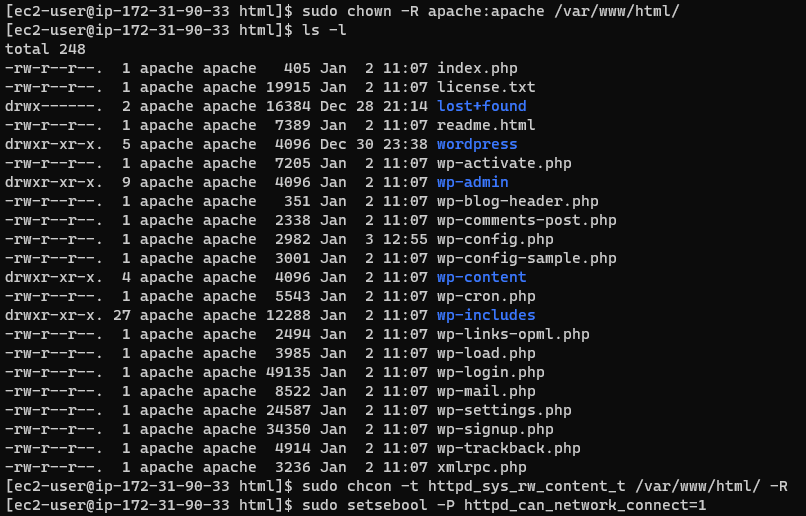 [ec2-user@ip-172-31-90-33 html]$ sudo chown -R apache:apache /var/www/html/
[ec2-user@ip-172-31-90-33 html]$ ls -l
total 248
-rw-r--r--.  1 apache apache   405 Jan  2 11:07 index.php
-rw-r--r--.  1 apache apache 19915 Jan  2 11:07 license.txt
drwx------.  2 apache apache 16384 Dec 28 21:14 lost+found
-rw-r--r--.  1 apache apache  7389 Jan  2 11:07 readme.html
drwxr-xr-x.  5 apache apache  4096 Dec 30 23:38 wordpress
-rw-r--r--.  1 apache apache  7205 Jan  2 11:07 wp-activate.php
drwxr-xr-x.  9 apache apache  4096 Jan  2 11:07 wp-admin
-rw-r--r--.  1 apache apache   351 Jan  2 11:07 wp-blog-header.php
-rw-r--r--.  1 apache apache  2338 Jan  2 11:07 wp-comments-post.php
-rw-r--r--.  1 apache apache  2982 Jan  3 12:55 wp-config.php
-rw-r--r--.  1 apache apache  3001 Jan  2 11:07 wp-config-sample.php
drwxr-xr-x.  4 apache apache  4096 Jan  2 11:07 wp-content
-rw-r--r--.  1 apache apache  5543 Jan  2 11:07 wp-cron.php
drwxr-xr-x. 27 apache apache 12288 Jan  2 11:07 wp-includes
-rw-r--r--.  1 apache apache  2494 Jan  2 11:07 wp-links-opml.php
-rw-r--r--.  1 apache apache  3985 Jan  2 11:07 wp-load.php
-rw-r--r--.  1 apache apache 49135 Jan  2 11:07 wp-login.php
-rw-r--r--.  1 apache apache  8522 Jan  2 11:07 wp-mail.php
-rw-r--r--.  1 apache apache 24587 Jan  2 11:07 wp-settings.php
-rw-r--r--.  1 apache apache 34350 Jan  2 11:07 wp-signup.php
-rw-r--r--.  1 apache apache  4914 Jan  2 11:07 wp-trackback.php
-rw-r--r--.  1 apache apache  3236 Jan  2 11:07 xmlrpc.php
[ec2-user@ip-172-31-90-33 html]$ sudo chcon -t httpd_sys_rw_content_t /var/www/html/ -R
[ec2-user@ip-172-31-90-33 html]$ sudo setsebool -P httpd_can_network_connect=1